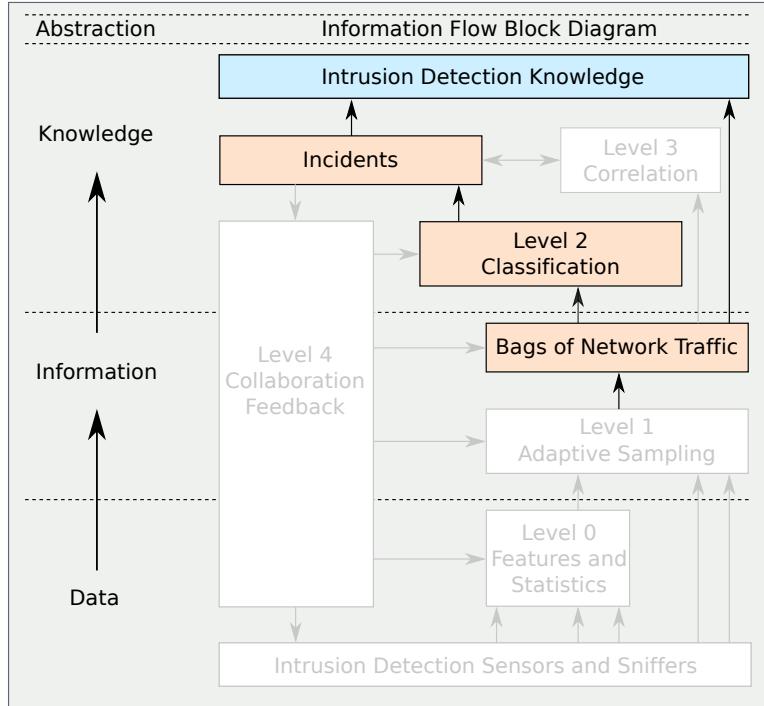 Abstraction
Information Flow Block Diagram
Intrusion Detection Knowledge
Knowledge
Incidents
Level 3
Correlation
Level 2
Classification
Bags of Network Traffic
Information
Level 4
Collaboration
Feedback
Level 1
Adaptive Sampling
Level 0
Features and
Statistics
Data
Intrusion Detection Sensors and Sniffers